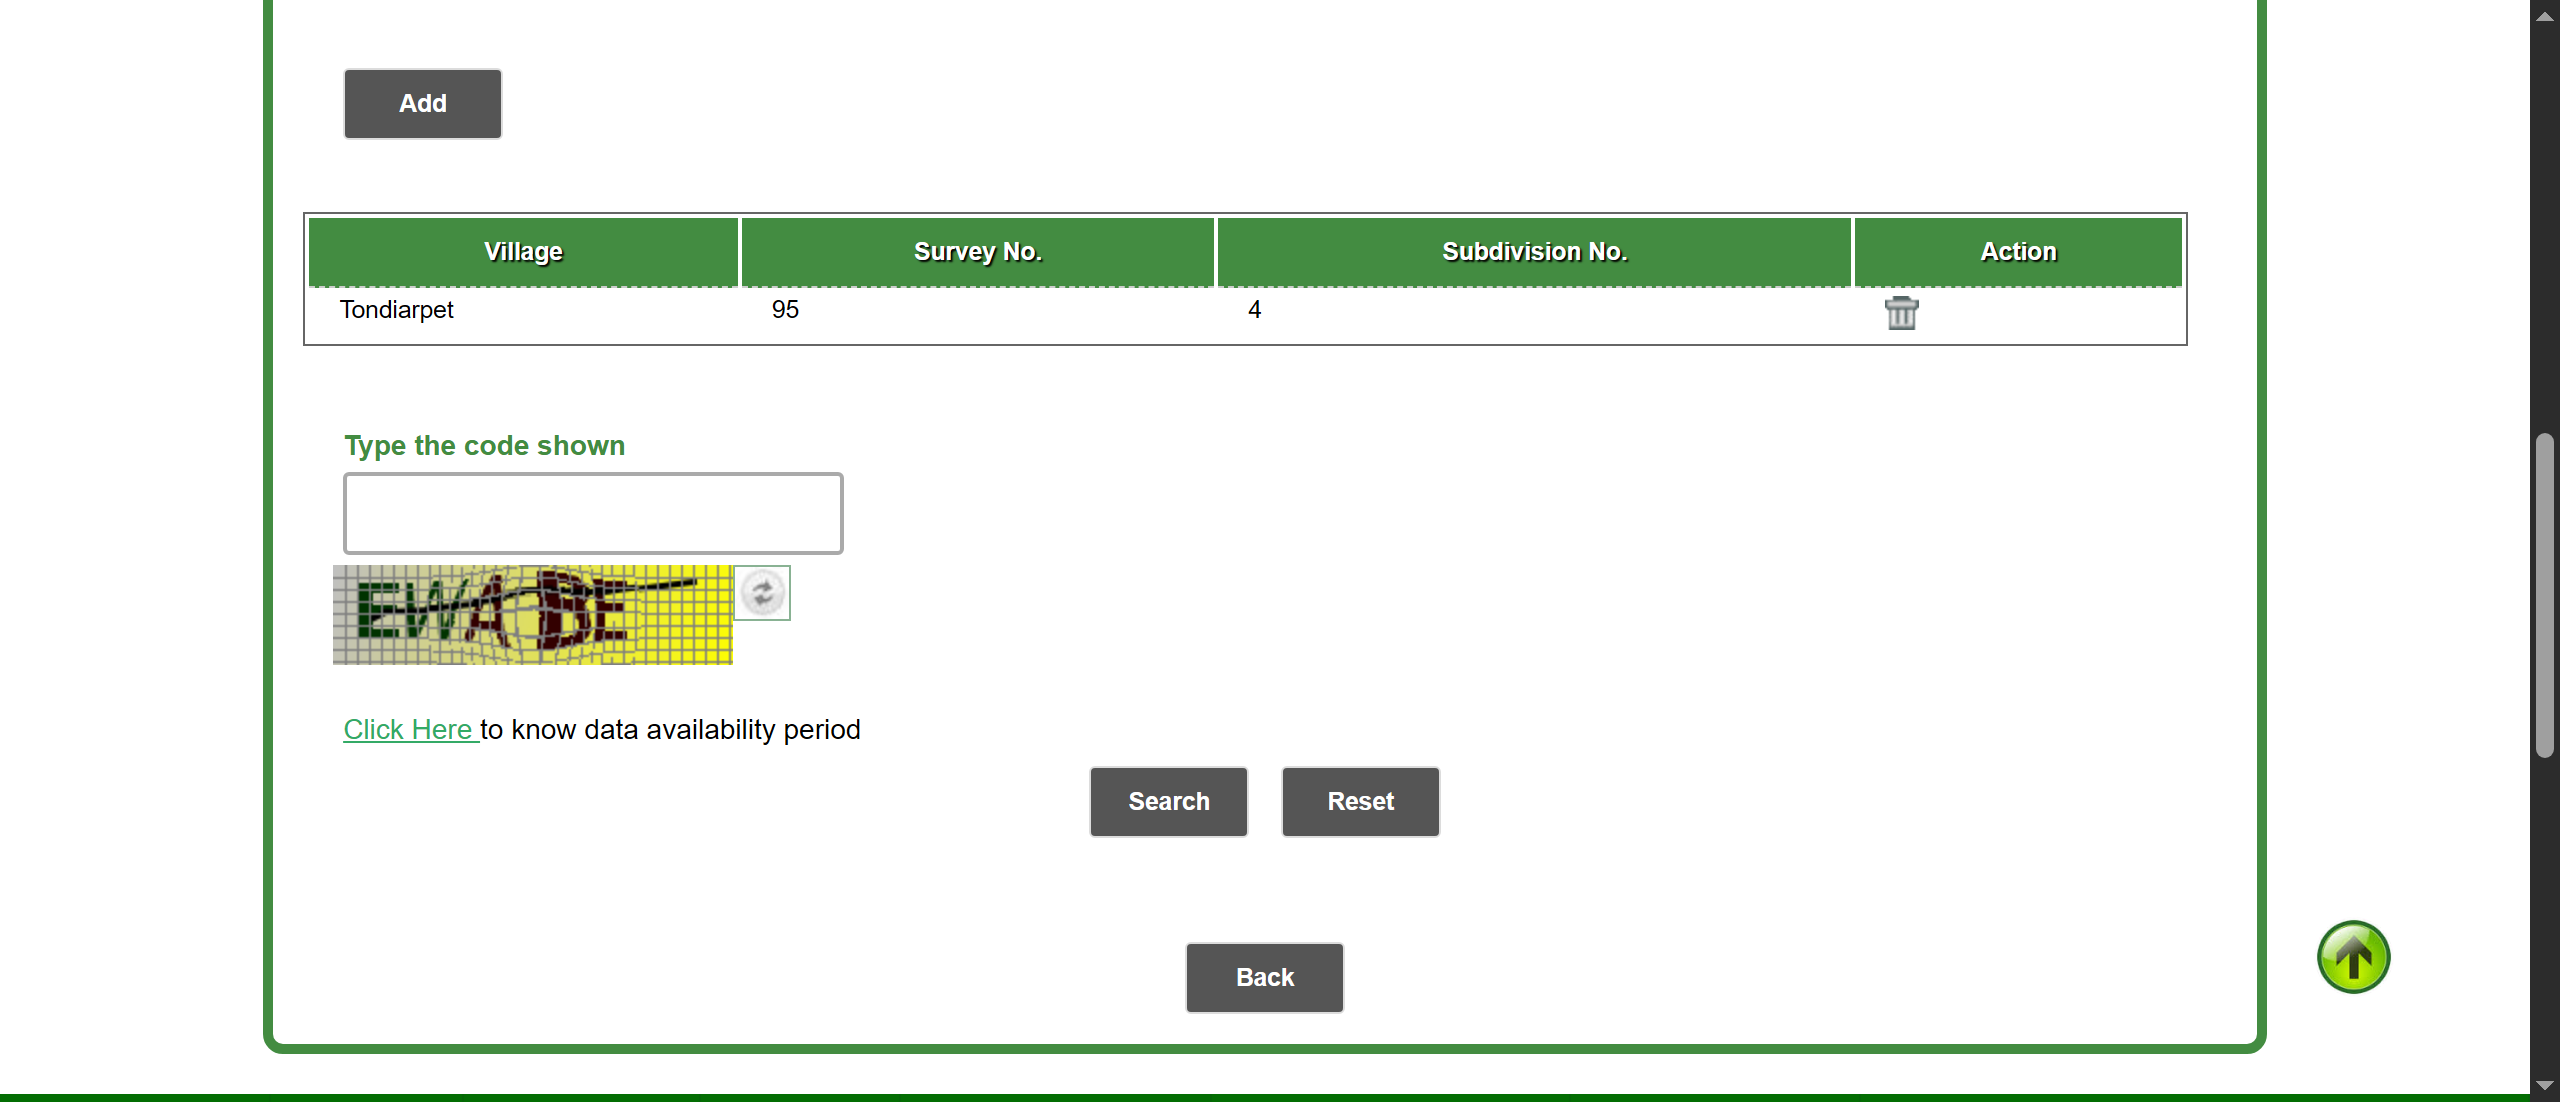 Add
Village Survey No. Subdivision No. Action
Tondiarpet 95 4
Type the code shown
Click Here to know data availability period
Search Reset
Back